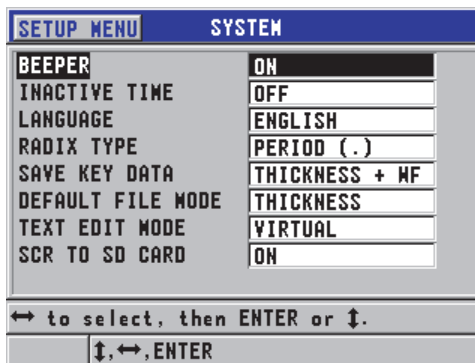 SETUP MENU SYSTEM
BEEPER ON
INACTIVE TIME OFF
LANGUAGE ENGLISH
RADIX TYPE PERIOD (.)
SAVE KEY DATA THICKNESS + WF
DEFAULT FILE MODE THICKNESS
TEXT EDIT MODE VIRTUAL
SCR TO SD CARD ON
↔ to select, then ENTER or ↕.
↕,↔,ENTER